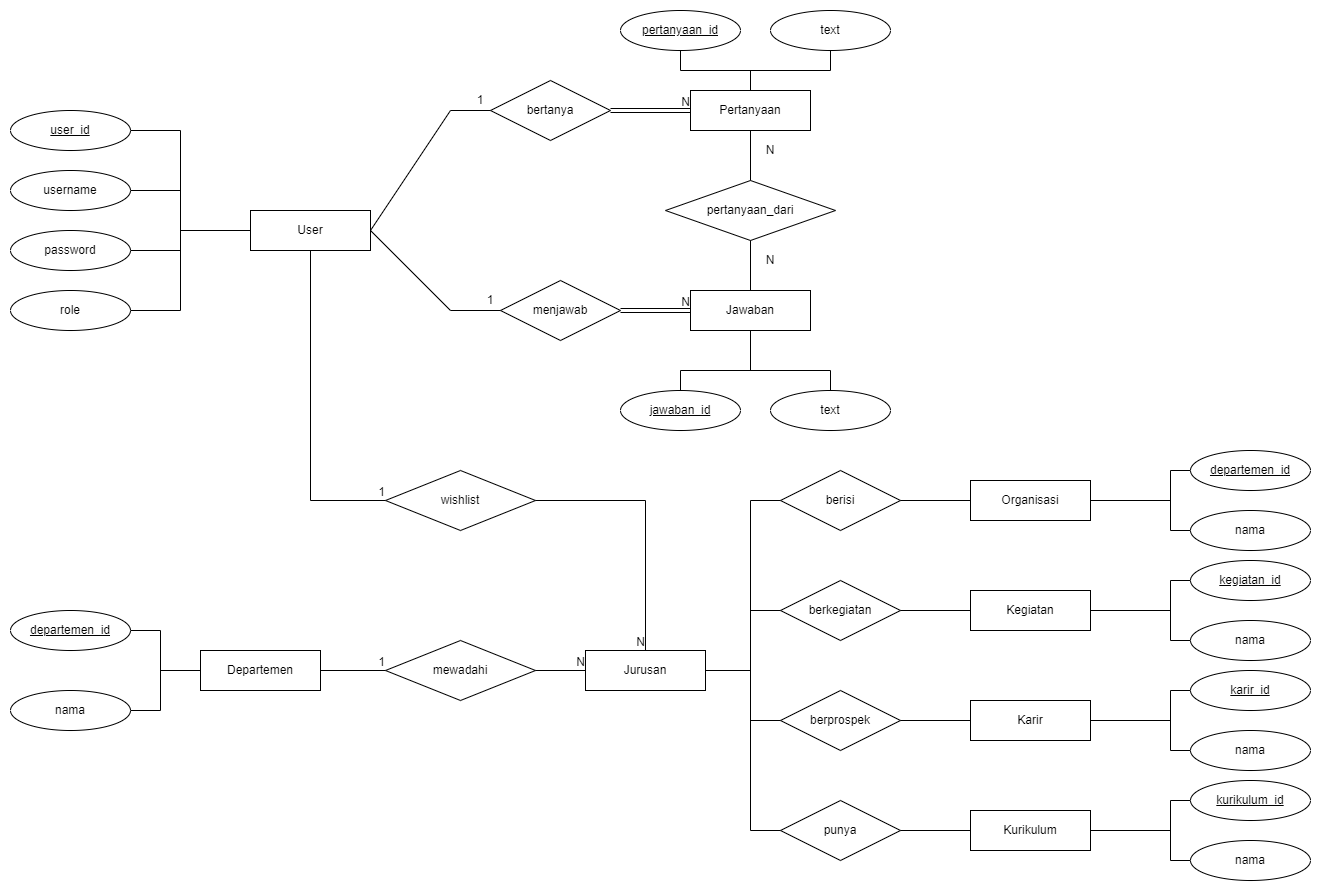 pertanyaan_id
text
1
bertanya
N
Pertanyaan
user_id
username
password
role
User
N
pertanyaan_dari
N
1
menjawab
N
Jawaban
jawaban_id
text
1
wishlist
N
departemen_id
nama
Departemen
1
mewadahi
N
Jurusan
berisi
Organisasi
departemen_id
nama
berkegiatan
Kegiatan
kegiatan_id
nama
berprospek
Karir
karir_id
nama
punya
Kurikulum
kurikulum_id
nama